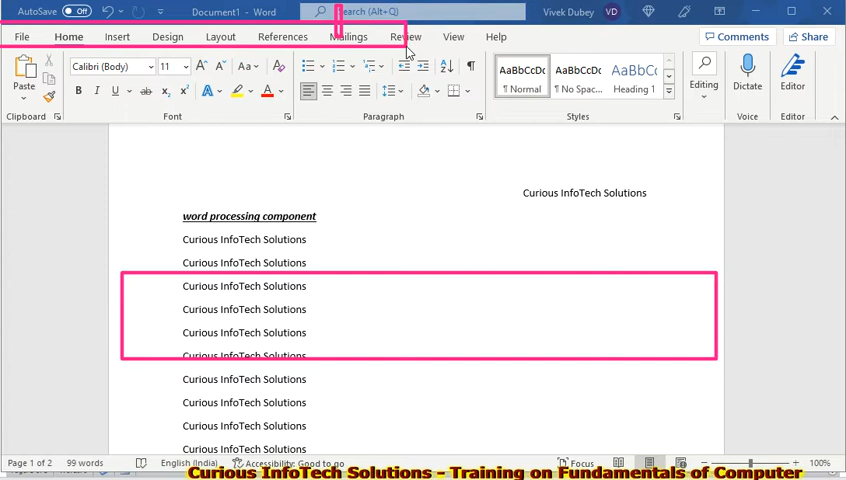 AutoSave Off Document1 - Word Search (Alt+Q) Vivek Dubey VD
File Home Insert Design Layout References Mailings Review View Help Comments Share
Calibri (Body) 11 Aa AaBbCcDc AaBbCcDc AaBbCc
Paste B I U ab x₂ x² A A ¶ Normal ¶ No Spac... Heading 1 Editing Dictate Editor
Clipboard Font Paragraph Styles Voice Editor
Curious InfoTech Solutions
word processing component
Curious InfoTech Solutions
Curious InfoTech Solutions
Curious InfoTech Solutions
Curious InfoTech Solutions
Curious InfoTech Solutions
Curious InfoTech Solutions
Curious InfoTech Solutions
Curious InfoTech Solutions
Curious InfoTech Solutions
Curious InfoTech Solutions
Page 1 of 2 99 words English (India) Accessibility: Good to go Focus 100%
Curious InfoTech Solutions - Training on Fundamentals of Computer